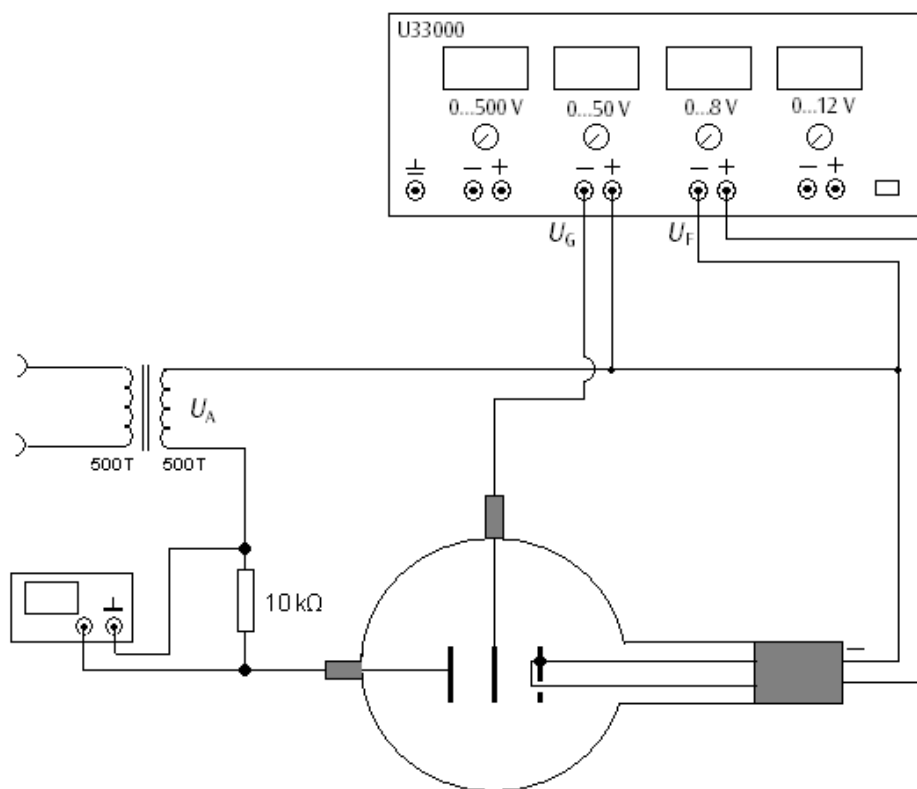 U33000
0...500 V 0...50 V 0...8 V 0...12 V
− + − + − + − +
U_G U_F
U_A
500T 500T
10 kΩ
−